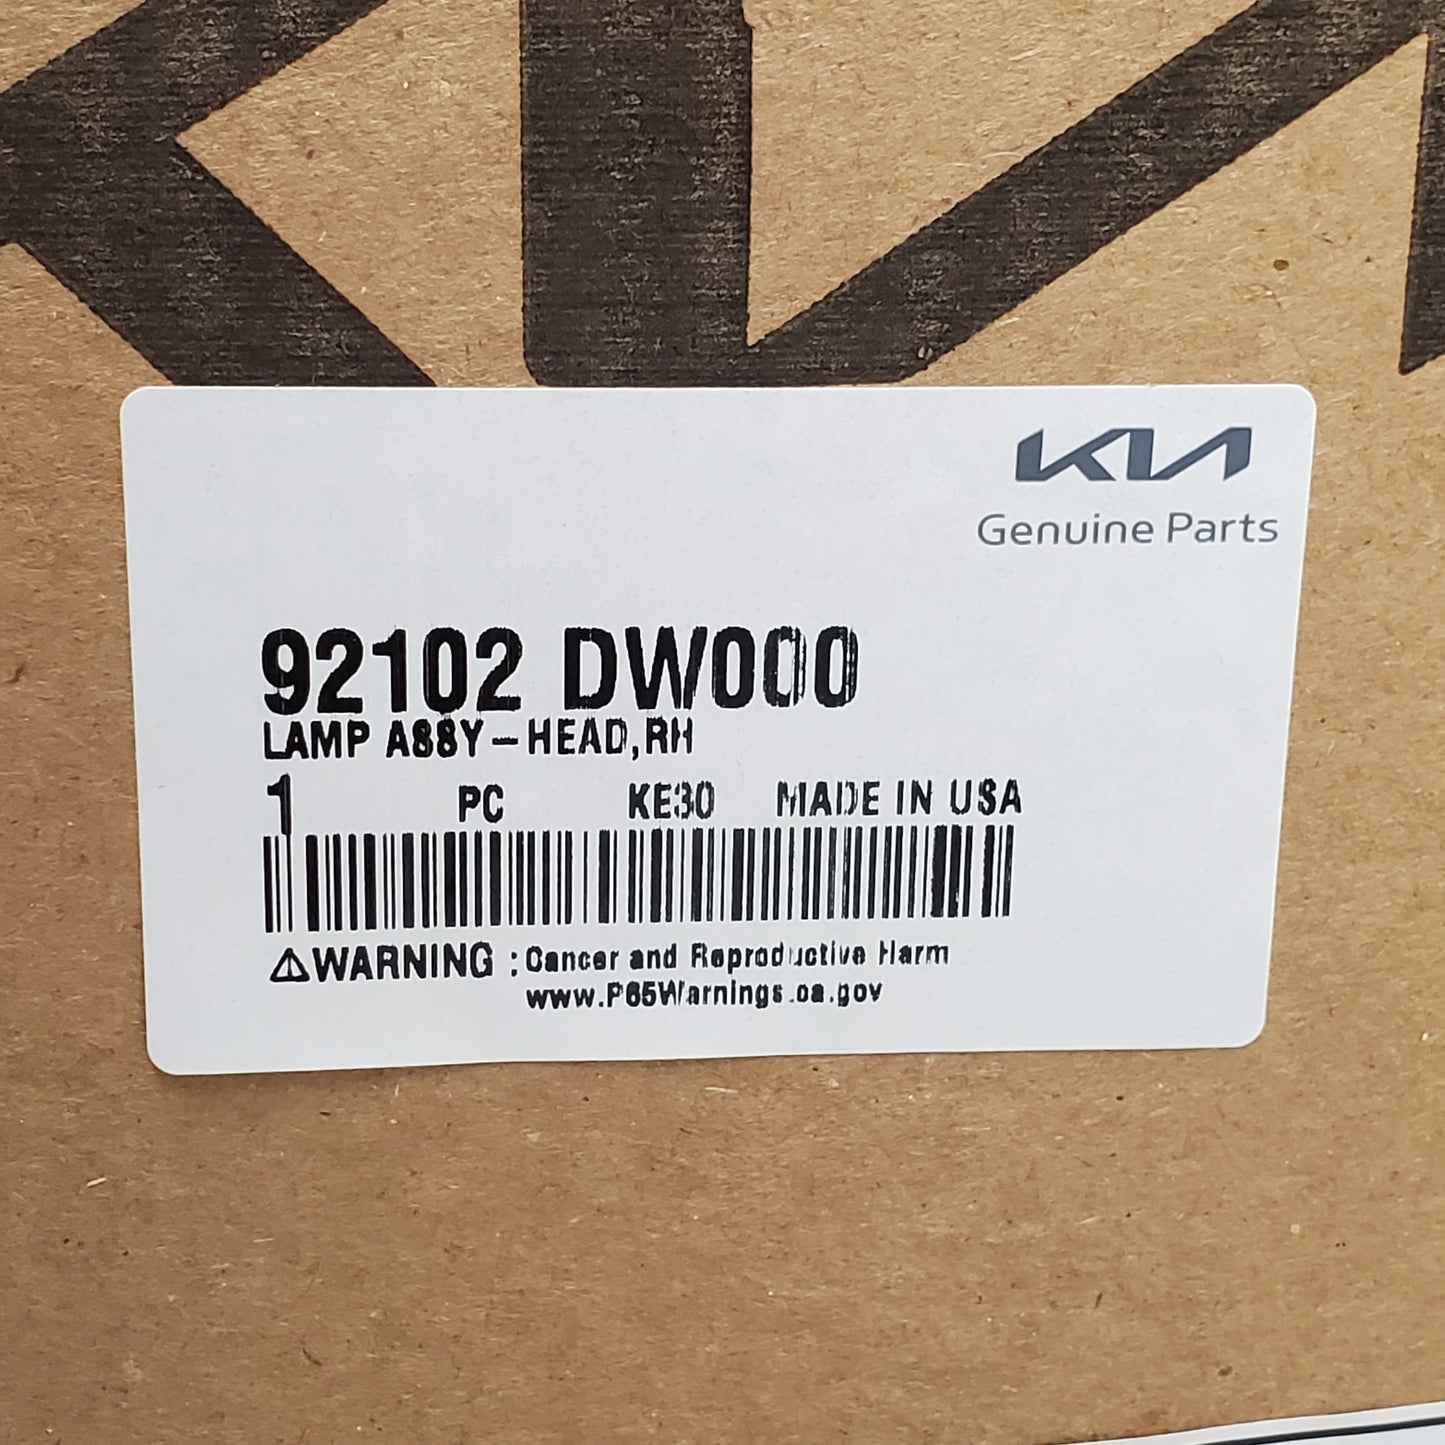 KIA
KIA
Genuine Parts
92102 DW000
LAMP ASSY-HEAD,RH
1 PC KE30 MADE IN USA
⚠WARNING : Cancer and Reproductive Harm
www.P65Warnings.ca.gov